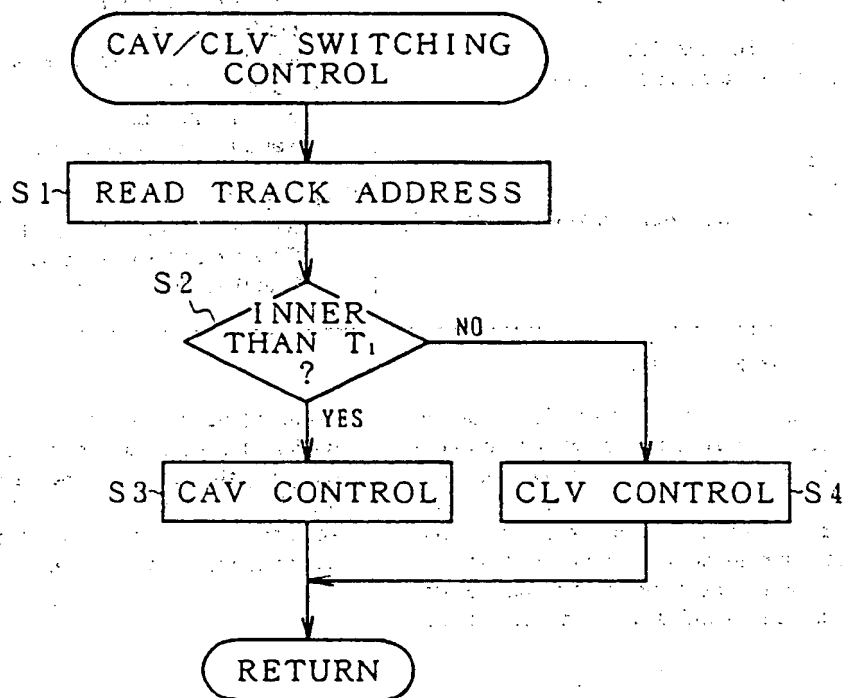 CAV/CLV SWITCHING
CONTROL
S1
READ TRACK ADDRESS
S2
INNER
THAN T₁
?
NO
YES
S3
CAV CONTROL
CLV CONTROL
S4
RETURN